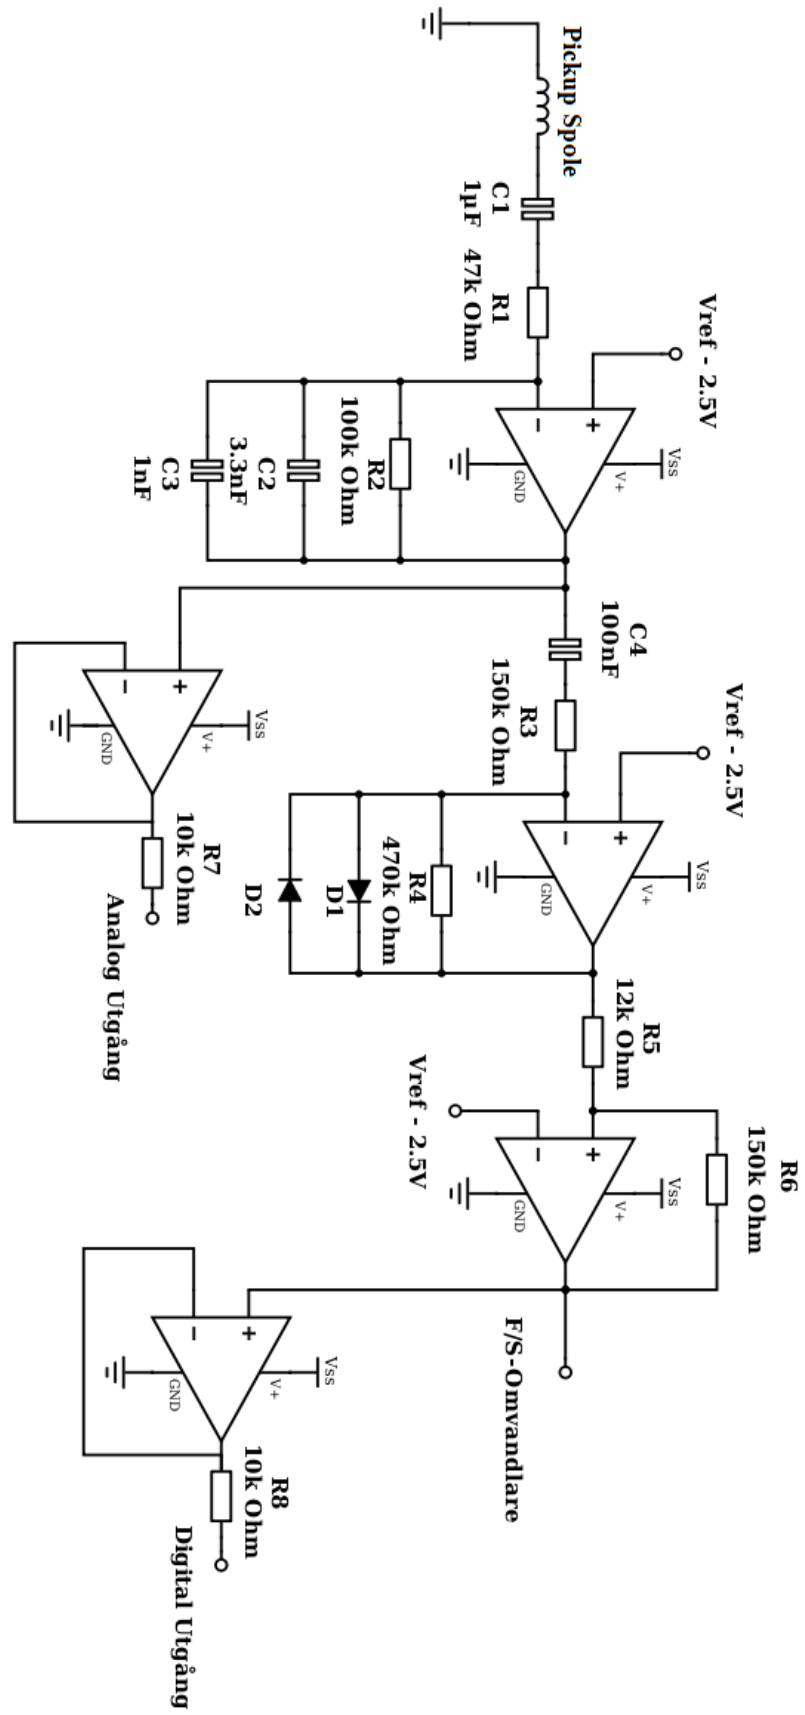 Pickup Spole
C1
1µF
R1
47k Ohm
Vref - 2.5V
+
−
Vss
V+
GND
R2
100k Ohm
C2
3.3nF
C3
1nF
C4
100nF
R3
150k Ohm
Vref - 2.5V
+
−
Vss
V+
GND
R4
470k Ohm
D1
D2
+
−
Vss
V+
GND
R7
10k Ohm
Analog Utgång
R5
12k Ohm
Vref - 2.5V
+
−
Vss
V+
GND
R6
150k Ohm
F/S-Omvandlare
+
−
Vss
V+
GND
R8
10k Ohm
Digital Utgång